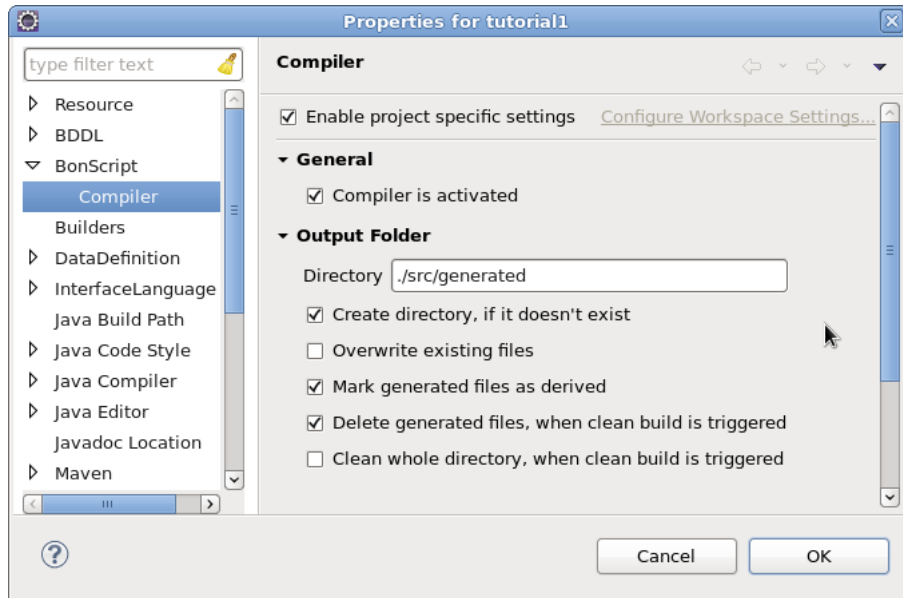 Properties for tutorial1
type filter text
Resource
BDDL
BonScript
Compiler
Builders
DataDefinition
InterfaceLanguage
Java Build Path
Java Code Style
Java Compiler
Java Editor
Javadoc Location
Maven
Compiler
Enable project specific settings Configure Workspace Settings...
General
Compiler is activated
Output Folder
Directory ./src/generated
Create directory, if it doesn't exist
Overwrite existing files
Mark generated files as derived
Delete generated files, when clean build is triggered
Clean whole directory, when clean build is triggered
? Cancel OK